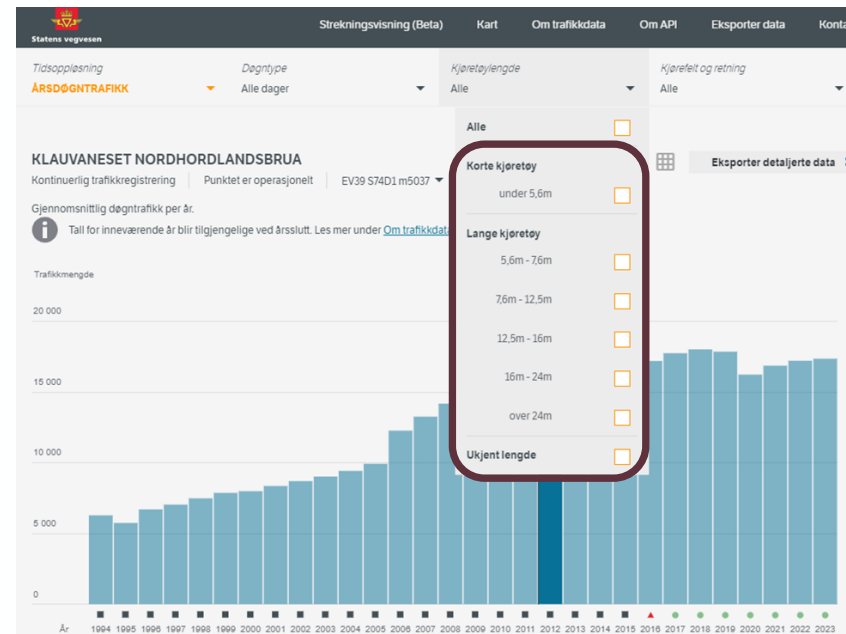 Statens vegvesen
Strekningsvisning (Beta) Kart Om trafikkdata Om API Eksporter data
Tidsoppløsning Døgntype Kjøretøylengde Kjørefelt og retning
ÅRSDØGNTRAFIKK Alle dager Alle Alle
Alle
KLAUVANESET NORDHORDLANDSBRUA
Korte kjøretøy
Eksporter detaljerte data
Kontinuerlig trafikkregistrering Punktet er operasjonelt EV39 S74D1 m5037
under 5,6m
Gjennomsnittlig døgntrafikk per år.
Tall for inneværende år blir tilgjengelige ved årsslutt. Les mer under Om trafikkdata
Lange kjøretøy
5,6m - 7,6m
7,6m - 12,5m
12,5m - 16m
16m - 24m
over 24m
Ukjent lengde
Trafikkmengde
20 000
15 000
10 000
5 000
0
År 1994 1995 1996 1997 1998 1999 2000 2001 2002 2003 2004 2005 2006 2007 2008 2009 2010 2011 2012 2013 2014 2015 2016 2017 2018 2019 2020 2021 2022 2023